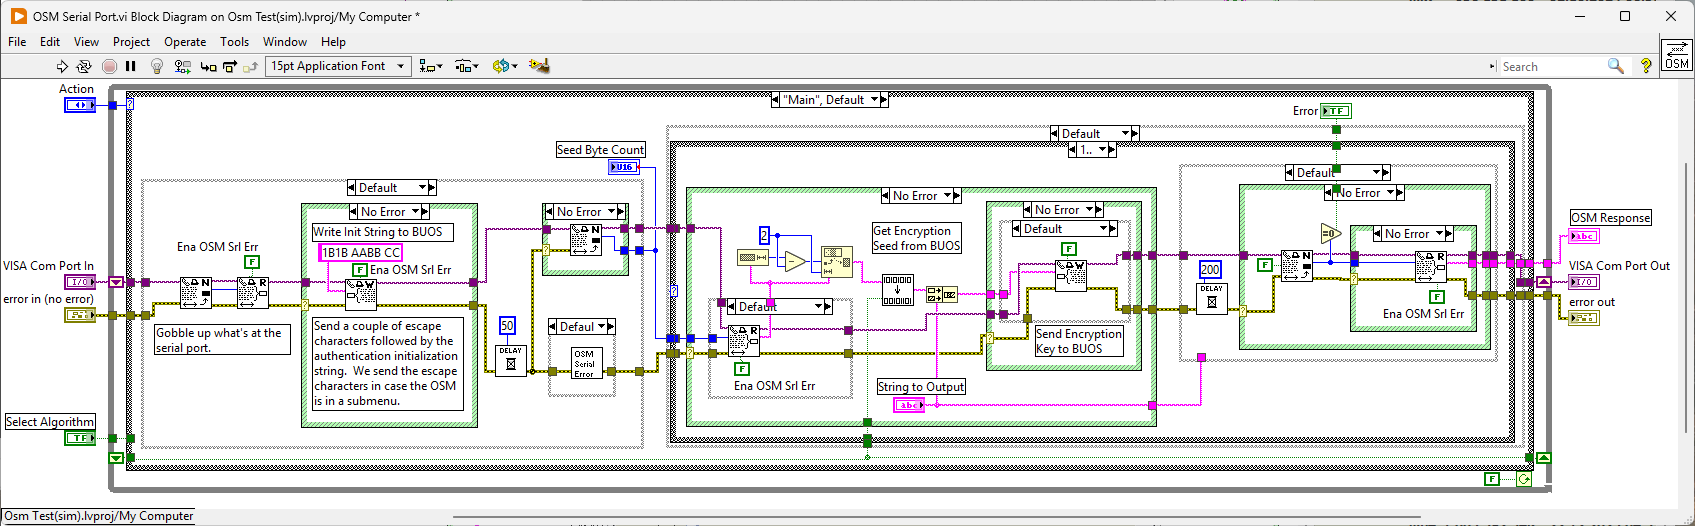 OSM Serial Port.vi Block Diagram on Osm Test(sim).lvproj/My Computer *
File Edit View Project Operate Tools Window Help
15pt Application Font
Search
OSM
Action
"Main", Default
Error
TF
Default
1..
Seed Byte Count
U16
Default
Default
No Error
No Error
No Error
No Error
Write Init String to BUOS
1B1B AABB CC
Ena OSM Srl Err
F
Ena OSM Srl Err
F
N
R
W
N
VISA Com Port In
I/O
error in (no error)
Gobble up what's at the
serial port.
Send a couple of escape
characters followed by the
authentication initialization
string. We send the escape
characters in case the OSM
is in a submenu.
50
DELAY
Defaul
OSM
Serial
Error
2
Get Encryption
Seed from BUOS
Default
R
F
Ena OSM Srl Err
No Error
Default
F
W
Send Encryption
Key to BUOS
String to Output
abc
200
DELAY
F
N
=0
No Error
R
F
Ena OSM Srl Err
OSM Response
abc
VISA Com Port Out
I/O
error out
Select Algorithm
TF
F
Osm Test(sim).lvproj/My Computer